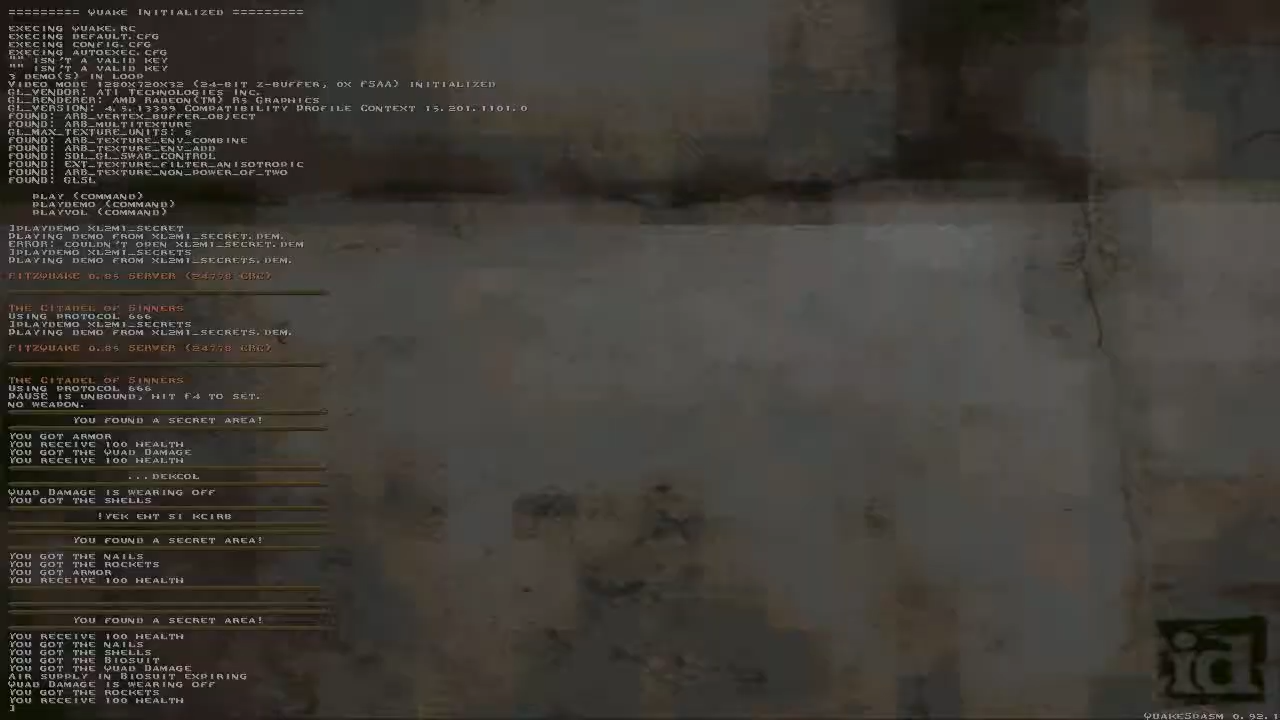 ========= Quake Initialized =========
execing quake.rc
execing default.cfg
execing config.cfg
execing autoexec.cfg
"" isn't a valid key
"" isn't a valid key
3 demo(s) in loop
Video mode 1280x720x32 (24-bit z-buffer, 0x FSAA) initialized
GL_VENDOR: ATI Technologies Inc.
GL_RENDERER: AMD Radeon(TM) R5 Graphics
GL_VERSION: 4.5.13399 Compatibility Profile Context 15.201.1101.0
FOUND: ARB_vertex_buffer_object
FOUND: ARB_multitexture
GL_MAX_TEXTURE_UNITS: 8
FOUND: ARB_texture_env_combine
FOUND: ARB_texture_env_add
FOUND: SDL_GL_SWAP_CONTROL
FOUND: EXT_texture_filter_anisotropic
FOUND: ARB_texture_non_power_of_two
FOUND: GLSL
play (command)
playdemo (command)
playvol (command)
]playdemo xl2m1_secret
Playing demo from xl2m1_secret.dem.
ERROR: couldn't open xl2m1_secret.dem
]playdemo xl2m1_secrets
Playing demo from xl2m1_secrets.dem.
FITZQUAKE 0.85 SERVER (24778 CRC)
The Citadel of Sinners
Using protocol 666
]playdemo xl2m1_secrets
Playing demo from xl2m1_secrets.dem.
FITZQUAKE 0.85 SERVER (24778 CRC)
The Citadel of Sinners
Using protocol 666
PAUSE is unbound, hit F4 to set.
no weapon.
You found a secret area!
You got armor
You receive 100 health
You got the Quad Damage
You receive 100 health
...dekcol
Quad Damage is wearing off
You got the shells
!yek eht si kcirb
You found a secret area!
You got the nails
You got the rockets
You got armor
You receive 100 health
You found a secret area!
You receive 100 health
You got the nails
You got the shells
You got the Biosuit
You got the Quad Damage
Air supply in Biosuit expiring
Quad Damage is wearing off
You got the rockets
You receive 100 health
]
id
QuakeSpasm 0.92.1